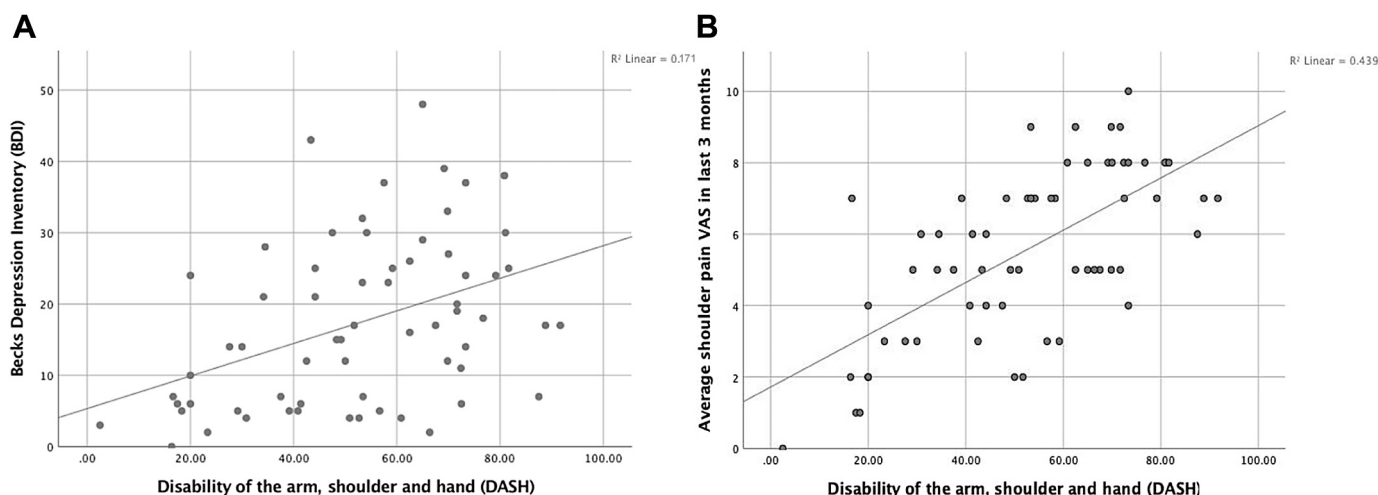 A
R² Linear = 0.171
Becks Depression Inventory (BDI)
50
40
30
20
10
0
.00 20.00 40.00 60.00 80.00 100.00
Disability of the arm, shoulder and hand (DASH)
B
R² Linear = 0.439
Average shoulder pain VAS in last 3 months
10
8
6
4
2
0
.00 20.00 40.00 60.00 80.00 100.00
Disability of the arm, shoulder and hand (DASH)